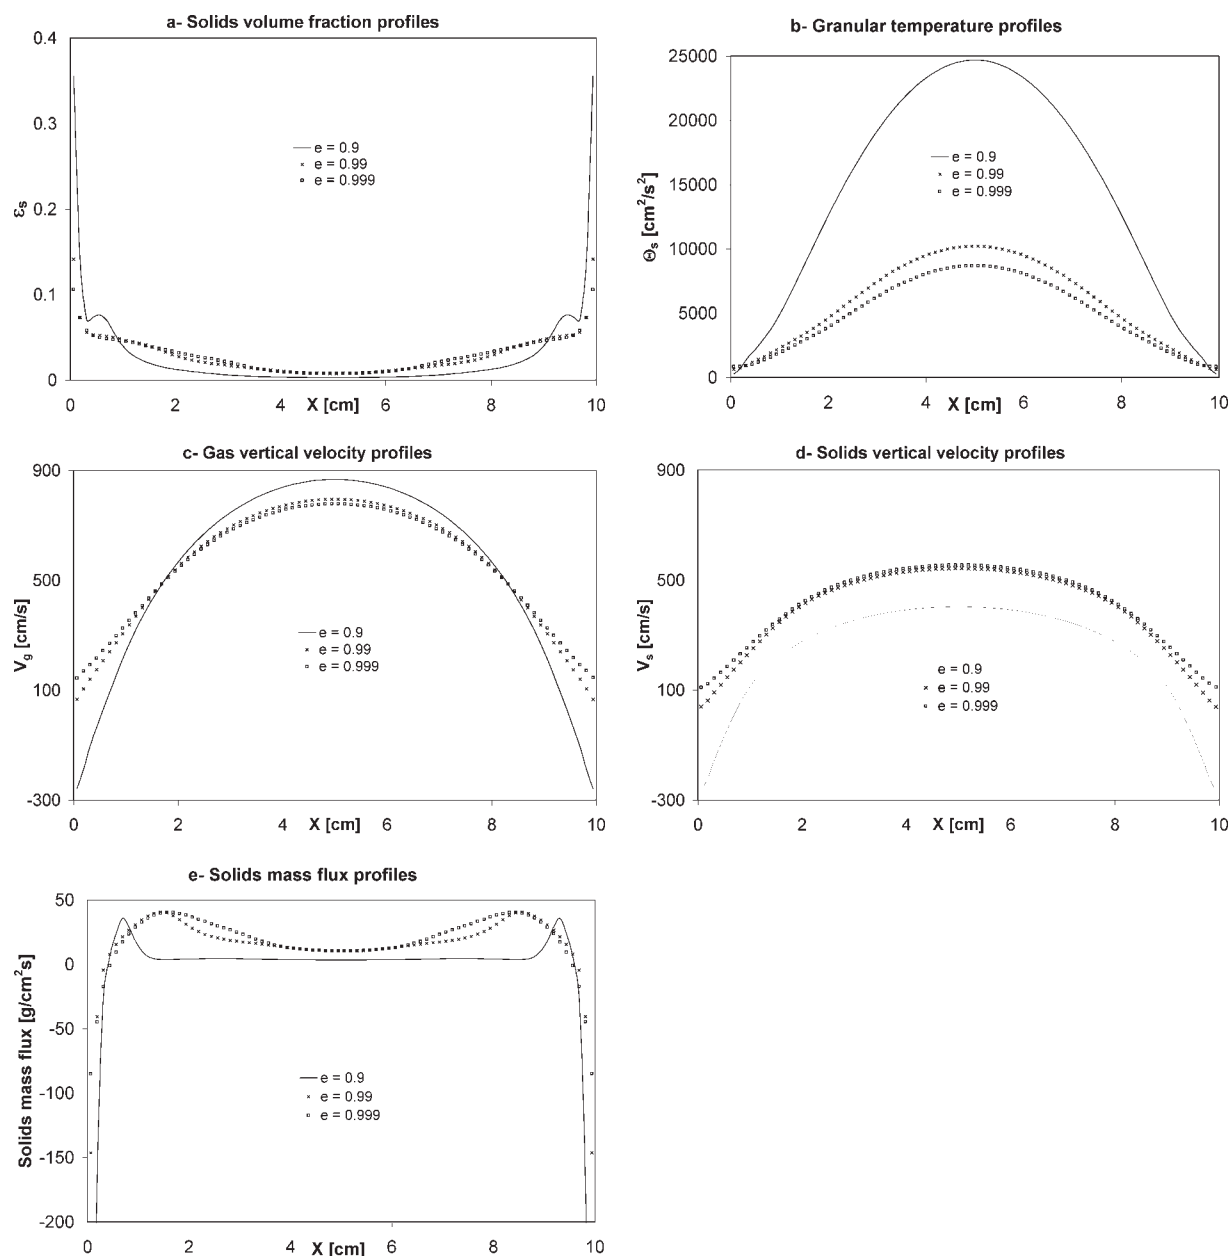 a- Solids volume fraction profiles
0.4
0.3
0.2
0.1
0
εs
e = 0.9
e = 0.99
e = 0.999
0 2 4 6 8 10
X [cm]
b- Granular temperature profiles
25000
20000
15000
10000
5000
0
Θs [cm²/s²]
e = 0.9
e = 0.99
e = 0.999
0 2 4 6 8 10
X [cm]
c- Gas vertical velocity profiles
900
500
100
-300
Vg [cm/s]
e = 0.9
e = 0.99
e = 0.999
0 2 4 6 8 10
X [cm]
d- Solids vertical velocity profiles
900
500
100
-300
Vs [cm/s]
e = 0.9
e = 0.99
e = 0.999
0 2 4 6 8 10
X [cm]
e- Solids mass flux profiles
50
0
-50
-100
-150
-200
Solids mass flux [g/cm²s]
e = 0.9
e = 0.99
e = 0.999
0 2 4 6 8 10
X [cm]